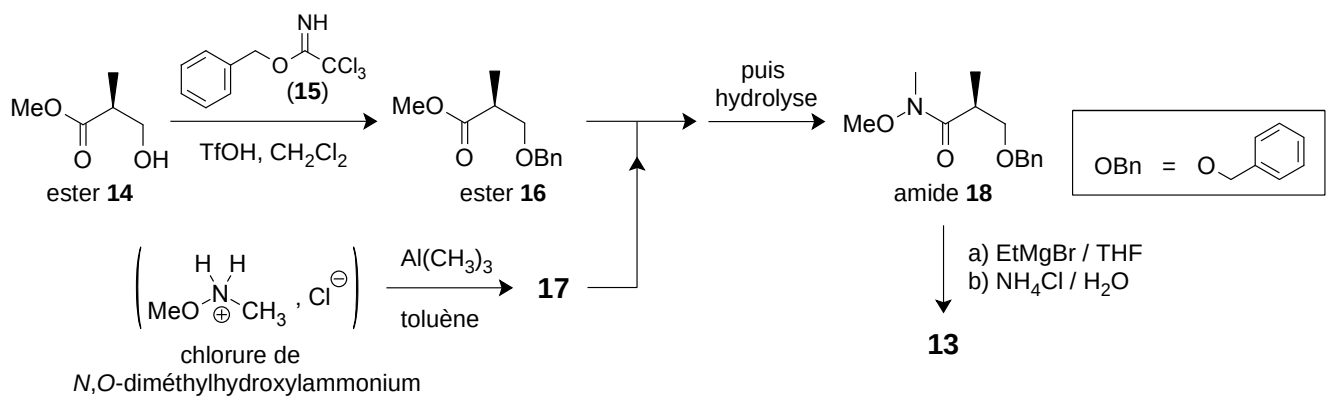 NH
O
CCl₃
(15)
MeO
O
OH
ester 14
TfOH, CH₂Cl₂
MeO
O
OBn
ester 16
puis
hydrolyse
N
MeO
O
OBn
amide 18
OBn = O
H H
N
MeO ⊕ CH₃ , Cl⊖
chlorure de
N,O-diméthylhydroxylammonium
Al(CH₃)₃
toluène
17
a) EtMgBr / THF
b) NH₄Cl / H₂O
13